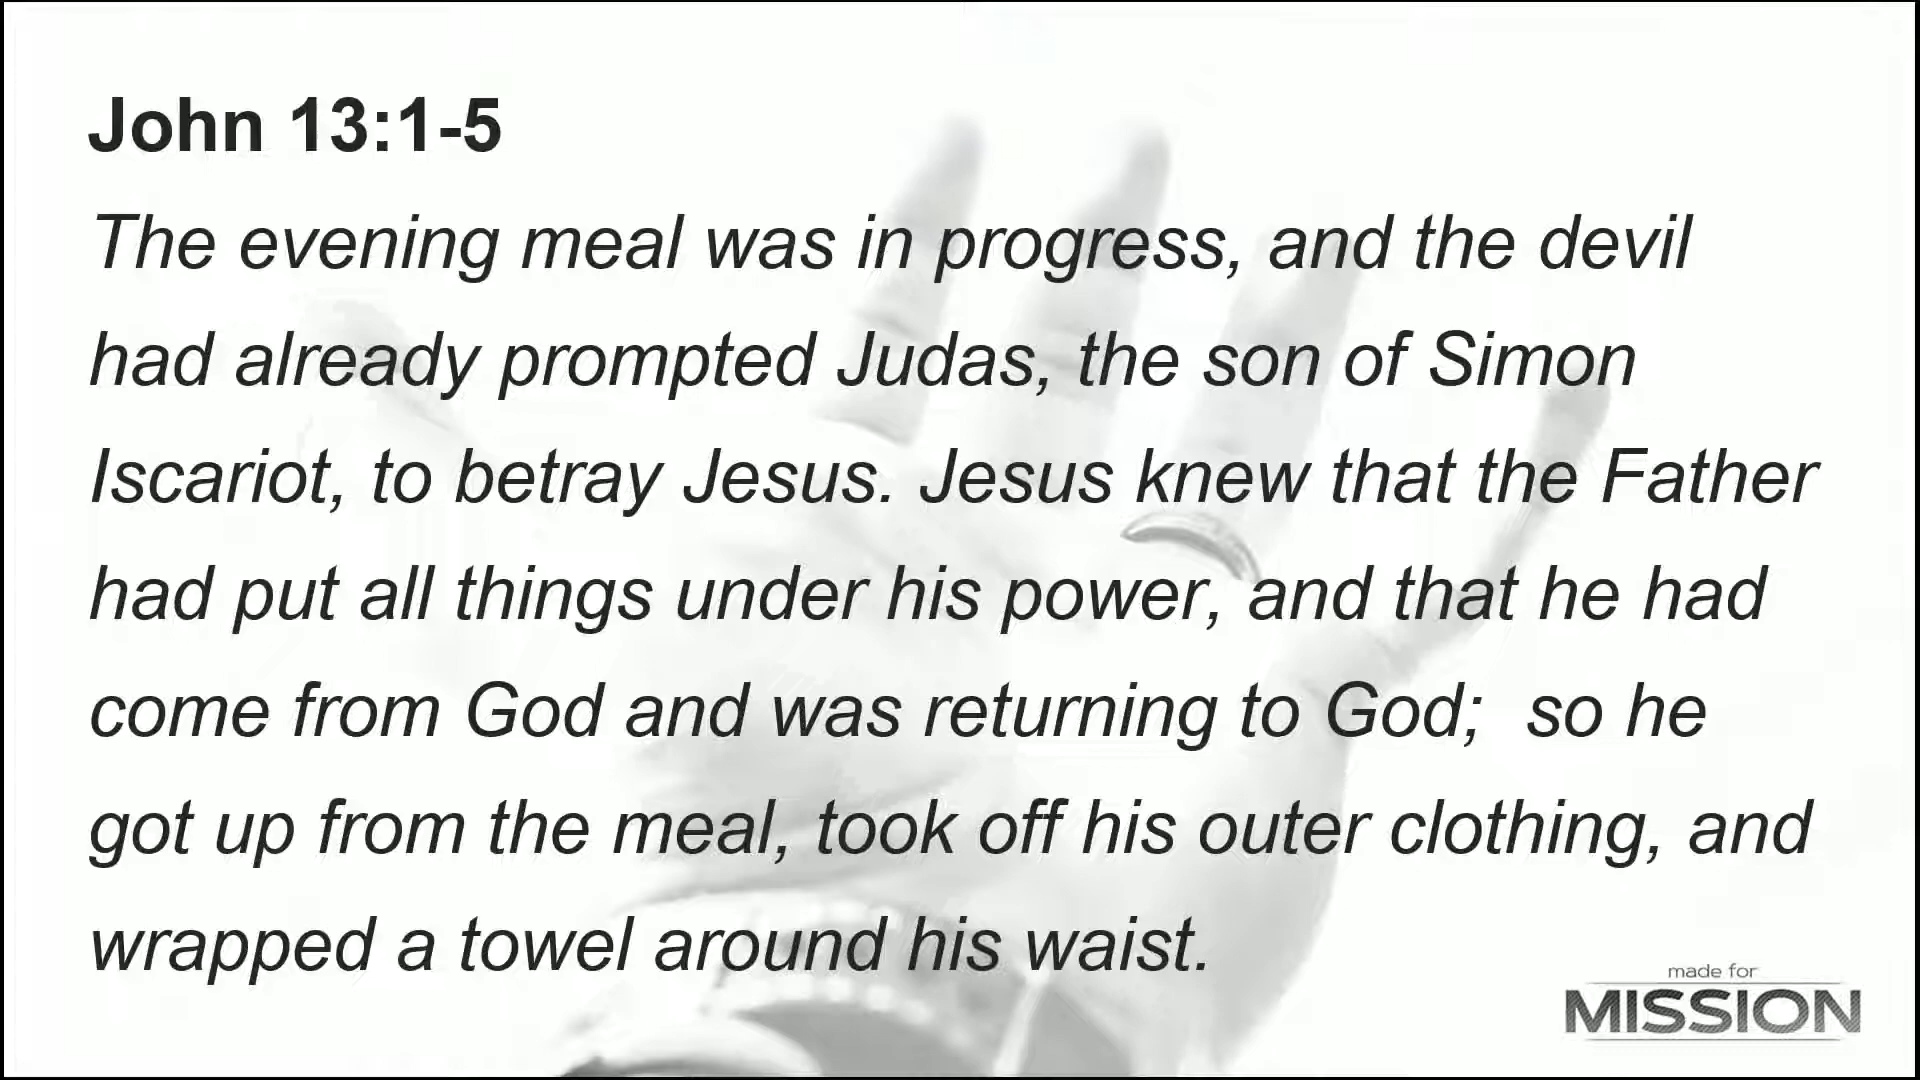 John 13:1-5
The evening meal was in progress, and the devil
had already prompted Judas, the son of Simon
Iscariot, to betray Jesus. Jesus knew that the Father
had put all things under his power, and that he had
come from God and was returning to God;  so he
got up from the meal, took off his outer clothing, and
wrapped a towel around his waist.
made for
MISSION